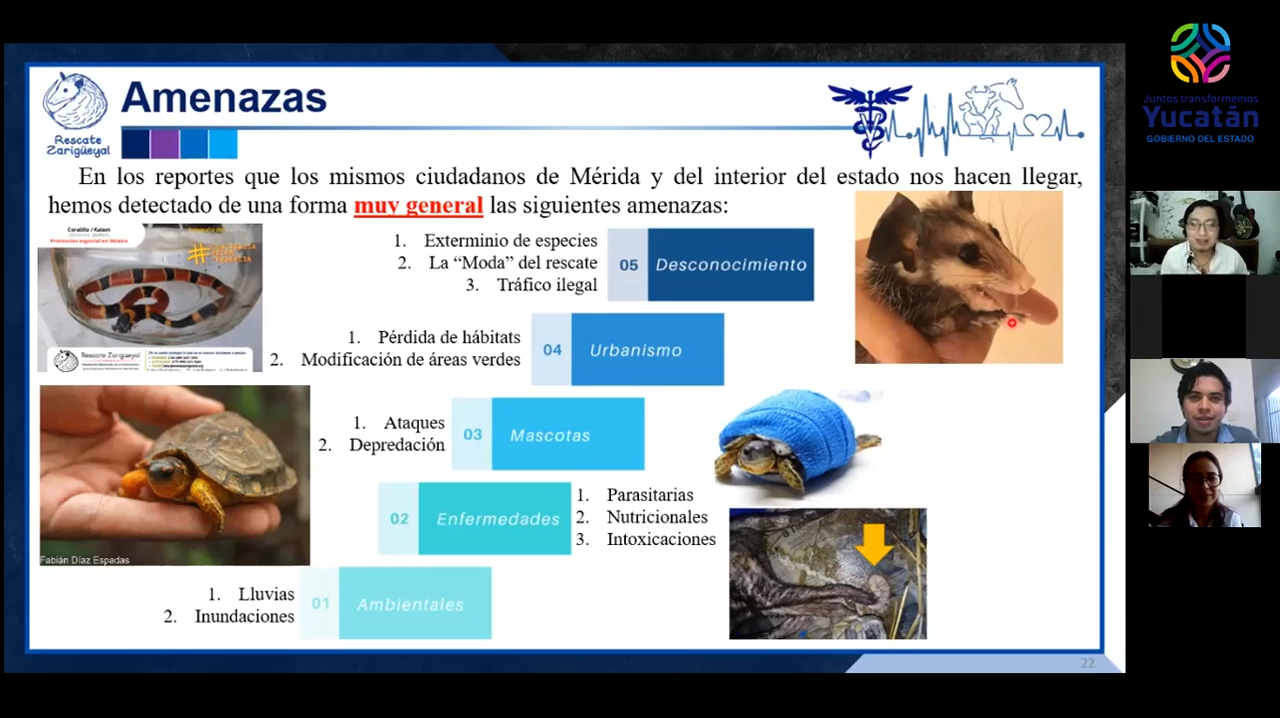 Amenazas
Rescate
Zarigüeyal
Juntos transformemos
Yucatán
GOBIERNO DEL ESTADO
En los reportes que los mismos ciudadanos de Mérida y del interior del estado nos hacen llegar,
hemos detectado de una forma muy general las siguientes amenazas:
Coralillo / Kalam
Protección especial en México
Rescate Zarigüeyal
1. Exterminio de especies
2. La “Moda” del rescate
3. Tráfico ilegal
05 Desconocimiento
1. Pérdida de hábitats
2. Modificación de áreas verdes
04 Urbanismo
1. Ataques
2. Depredación
03 Mascotas
02 Enfermedades
1. Parasitarias
2. Nutricionales
3. Intoxicaciones
Fabián Díaz Espadas
1. Lluvias
2. Inundaciones
01 Ambientales
22